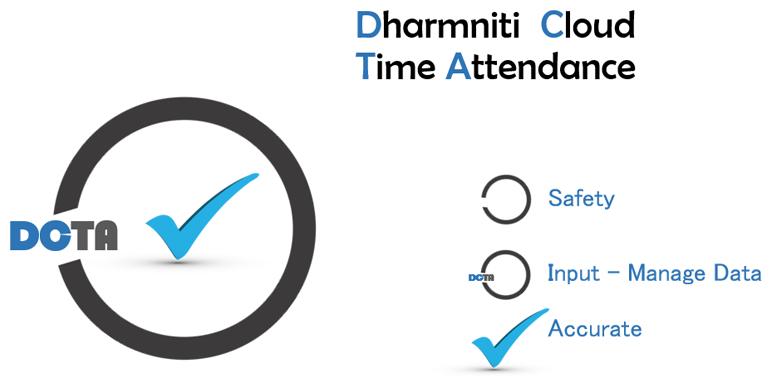 Dharmniti Cloud
Time Attendance
DCTA
Safety
DCTA
Input - Manage Data
Accurate